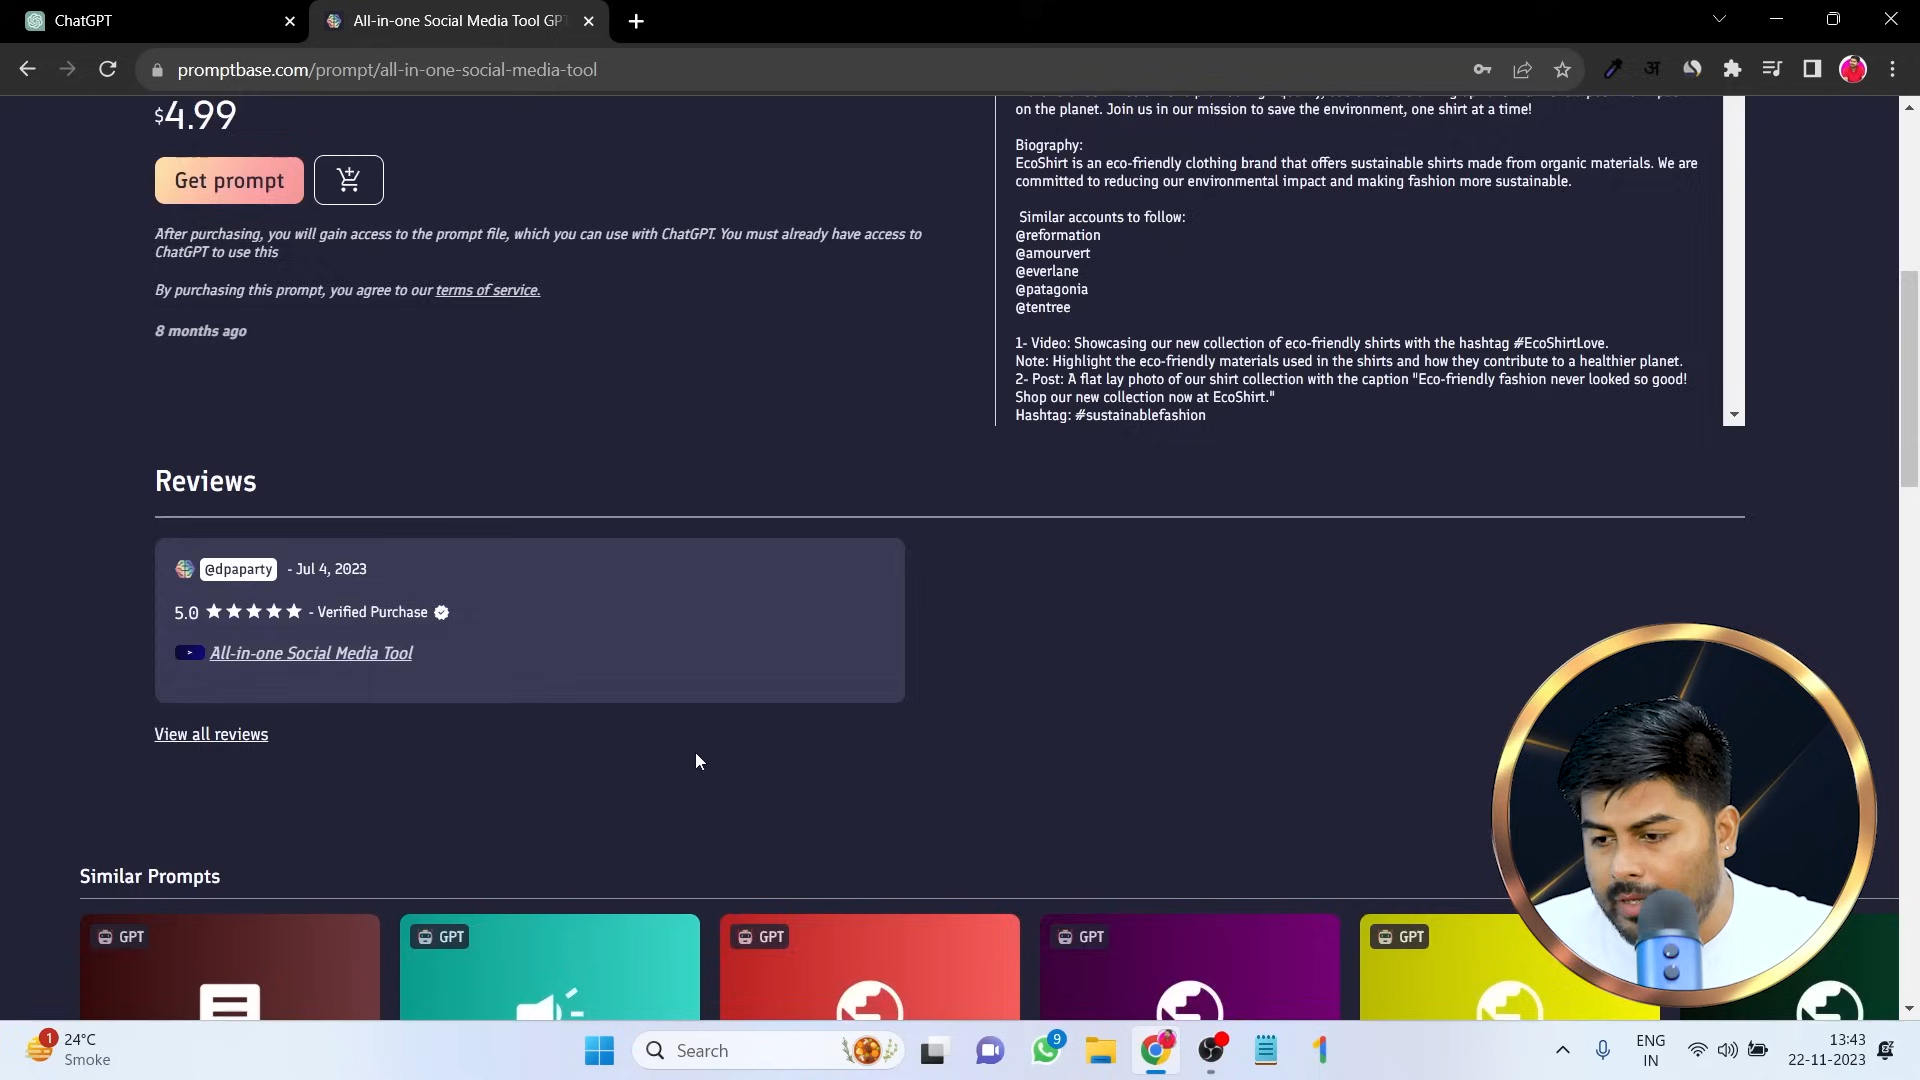 ChatGPT
All-in-one Social Media Tool GPT
promptbase.com/prompt/all-in-one-social-media-tool
$4.99
Get prompt
After purchasing, you will gain access to the prompt file, which you can use with ChatGPT. You must already have access to
ChatGPT to use this
By purchasing this prompt, you agree to our terms of service.
8 months ago
on the planet. Join us in our mission to save the environment, one shirt at a time!
Biography:
EcoShirt is an eco-friendly clothing brand that offers sustainable shirts made from organic materials. We are
committed to reducing our environmental impact and making fashion more sustainable.
Similar accounts to follow:
@reformation
@amourvert
@everlane
@patagonia
@tentree
1- Video: Showcasing our new collection of eco-friendly shirts with the hashtag #EcoShirtLove.
Note: Highlight the eco-friendly materials used in the shirts and how they contribute to a healthier planet.
2- Post: A flat lay photo of our shirt collection with the caption "Eco-friendly fashion never looked so good!
Shop our new collection now at EcoShirt."
Hashtag: #sustainablefashion
Reviews
@dpaparty - Jul 4, 2023
5.0 ★★★★★ - Verified Purchase
All-in-one Social Media Tool
View all reviews
Similar Prompts
GPT
GPT
GPT
GPT
GPT
1
24°C
Smoke
Search
9
ENG
IN
13:43
22-11-2023